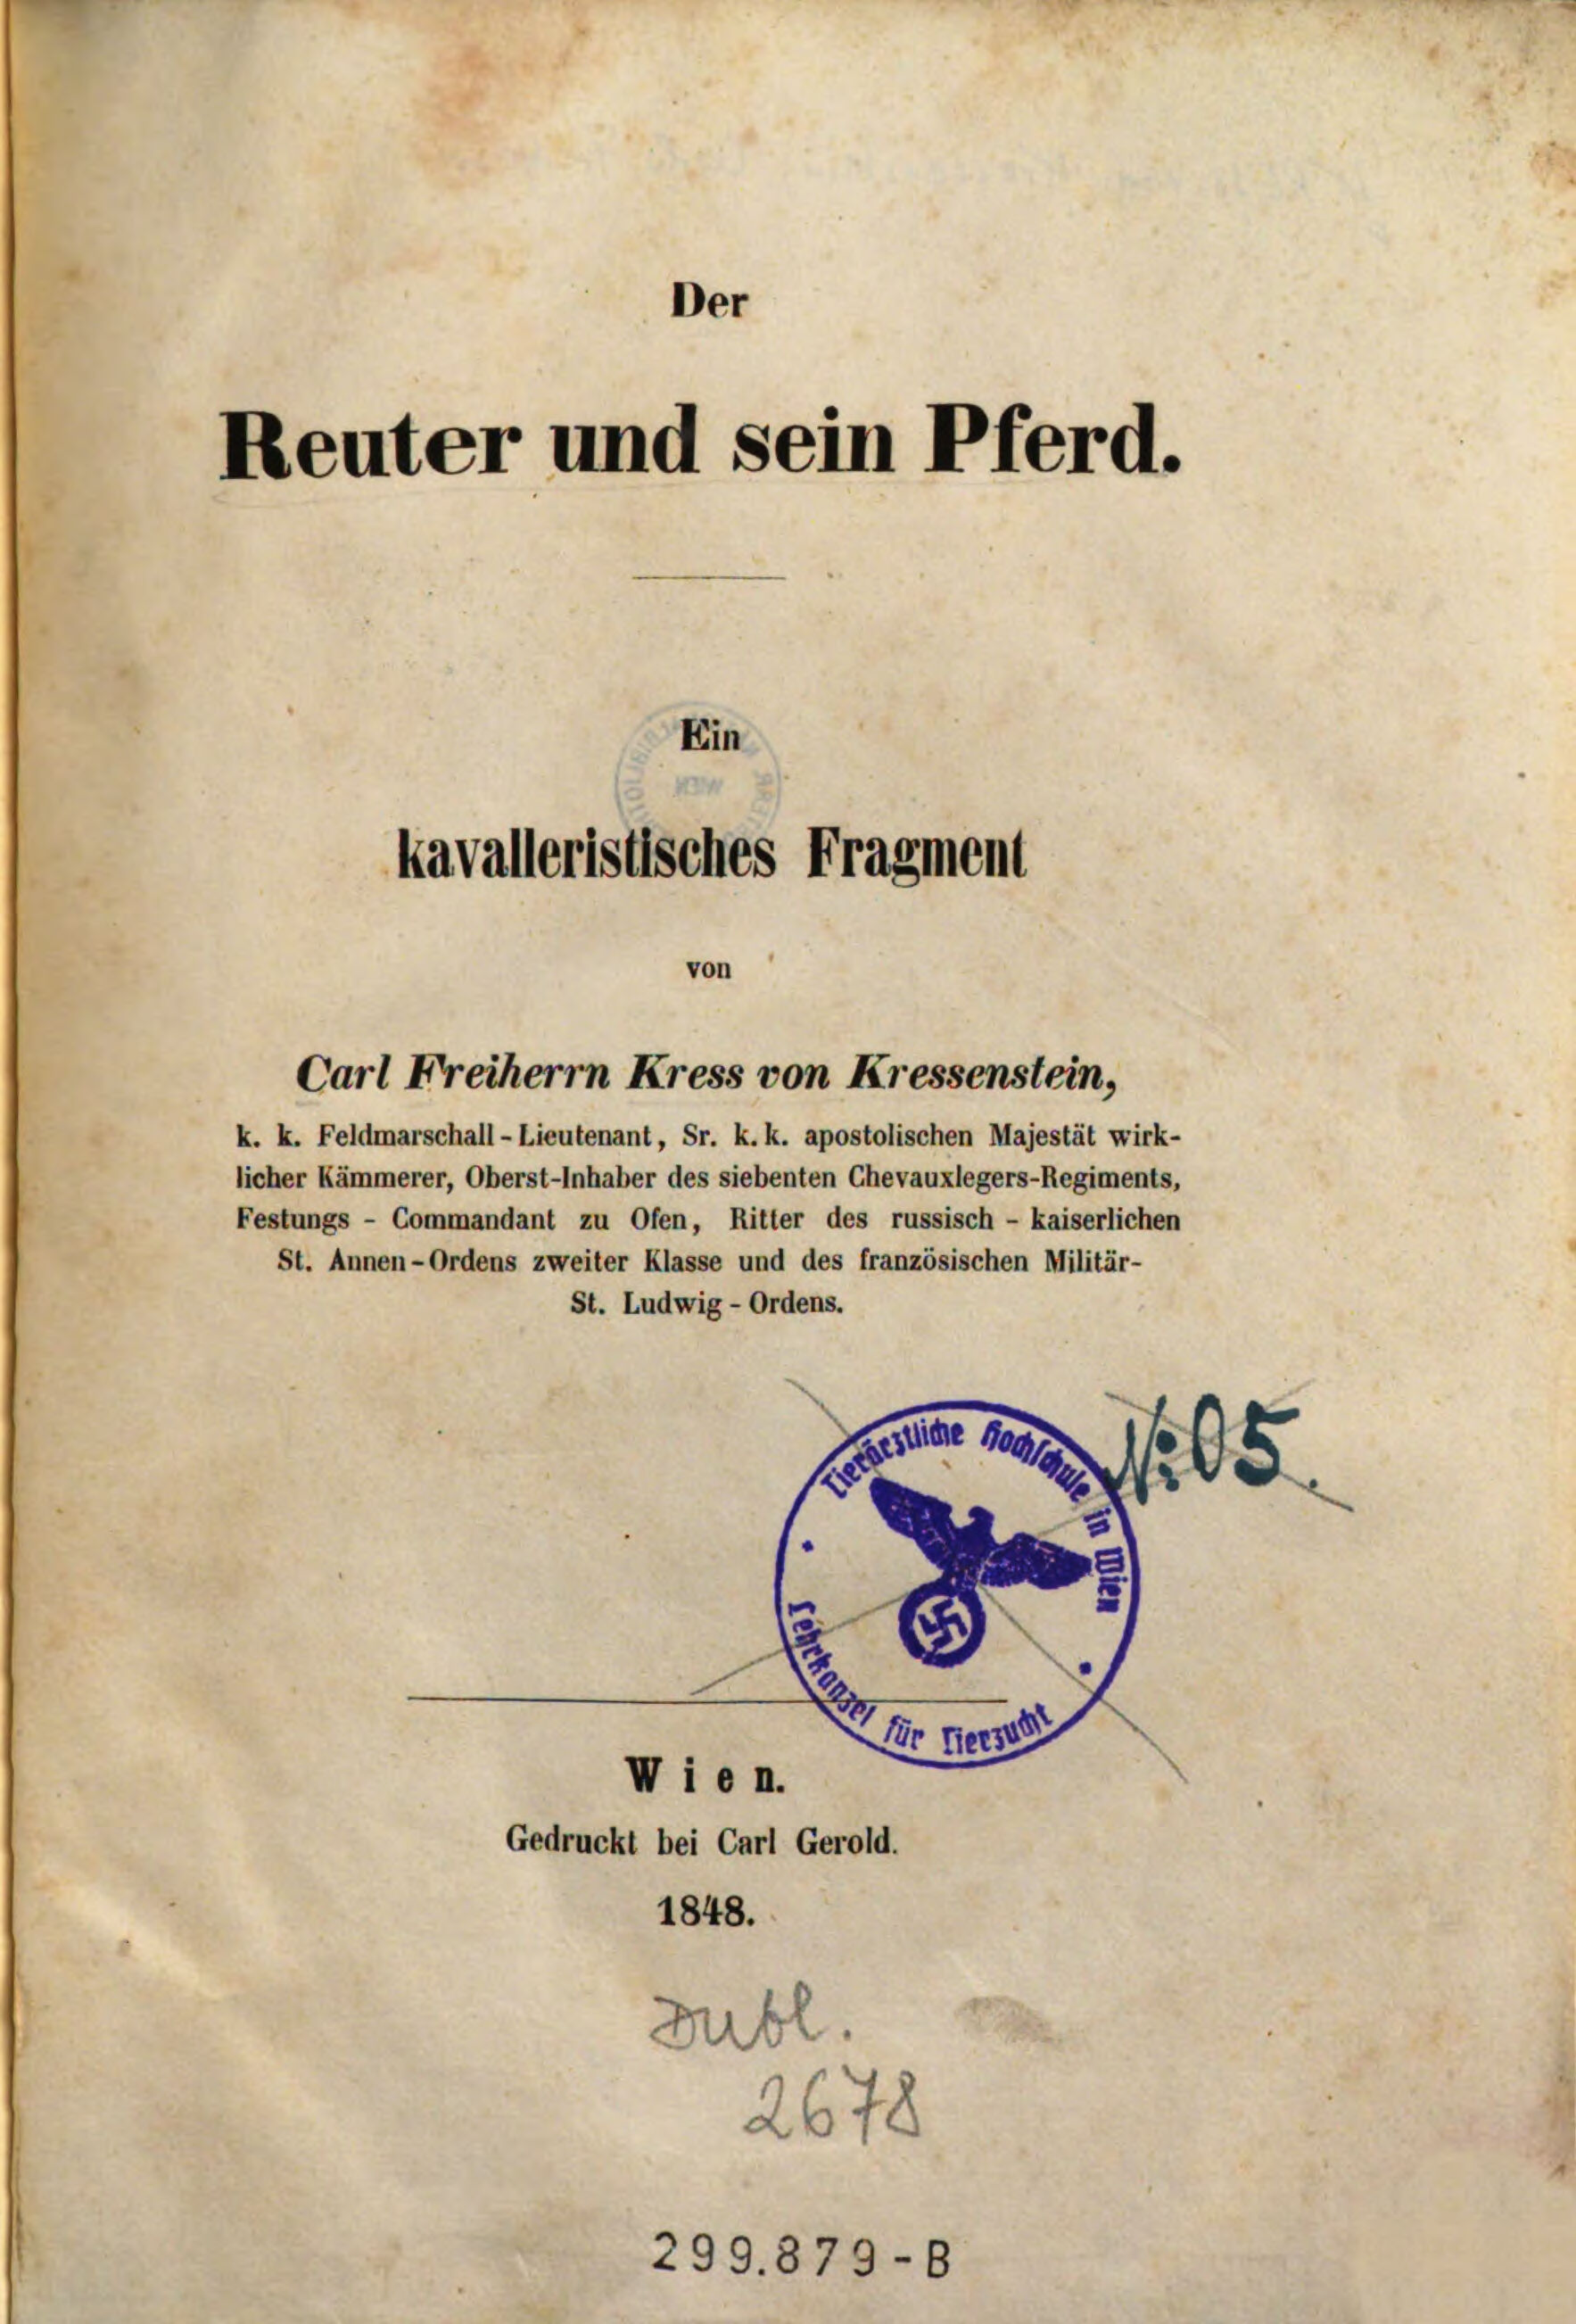 Der
Reuter und sein Pferd.
Ein
kavalleristisches Fragment
von
Carl Freiherrn Kress von Kressenstein,
k. k. Feldmarschall-Lieutenant, Sr. k. k. apostolischen Majestät wirk-
licher Kämmerer, Oberst-Inhaber des siebenten Chevauxlegers-Regiments,
Festungs - Commandant zu Ofen, Ritter des russisch - kaiserlichen
St. Annen-Ordens zweiter Klasse und des französischen Militär-
St. Ludwig - Ordens.
No 05.
Tierärztliche Hochschule in Wien
Lehrkanzel für Tierzucht
Wien.
Gedruckt bei Carl Gerold.
1848.
Dubl.
2678
299.879-B